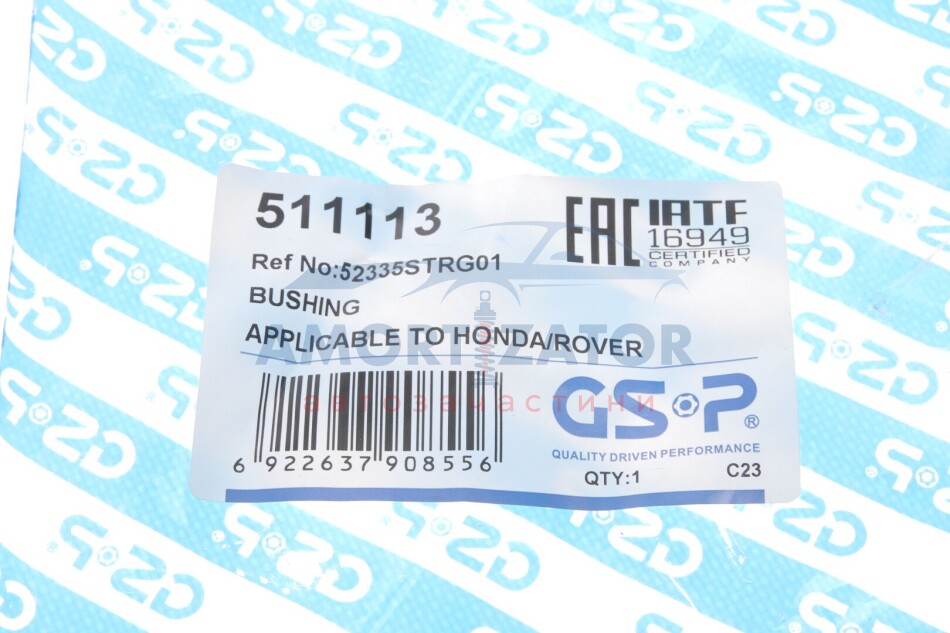 511113
EAC IATF
16949
CERTIFIED
COMPANY
Ref No:52335STRG01
BUSHING
APPLICABLE TO HONDA/ROVER
AMORTIZATOR
автозапчастини
GSP®
QUALITY DRIVEN PERFORMANCE
6 922637 908556
QTY:1
C23